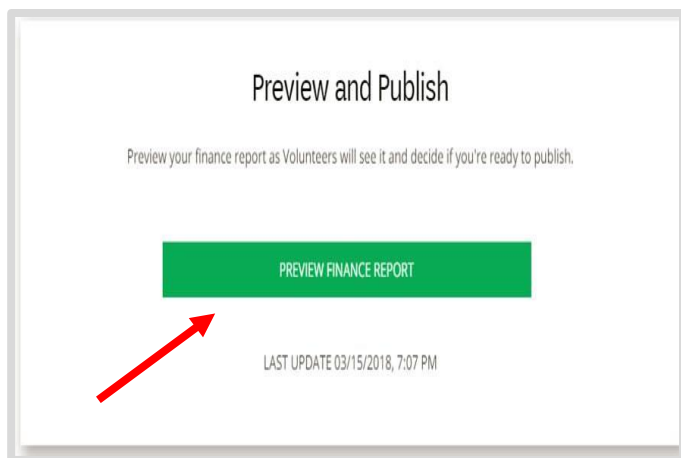 Preview and Publish
Preview your finance report as Volunteers will see it and decide if you're ready to publish.
PREVIEW FINANCE REPORT
LAST UPDATE 03/15/2018, 7:07 PM